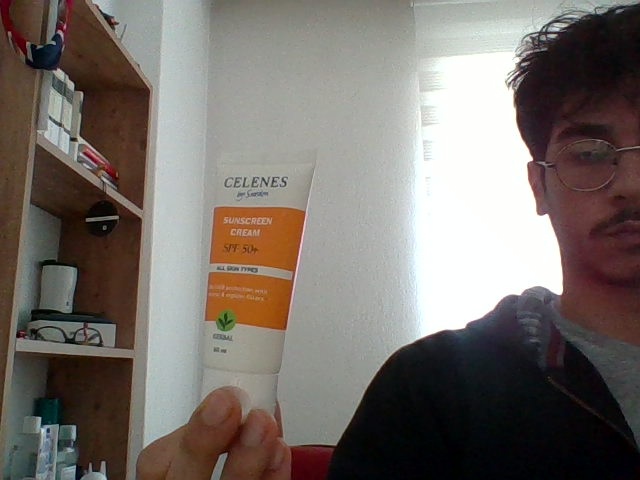 CELENES
by Sweden
SUNSCREEN
CREAM
SPF 50+
ALL SKIN TYPES
HERBAL